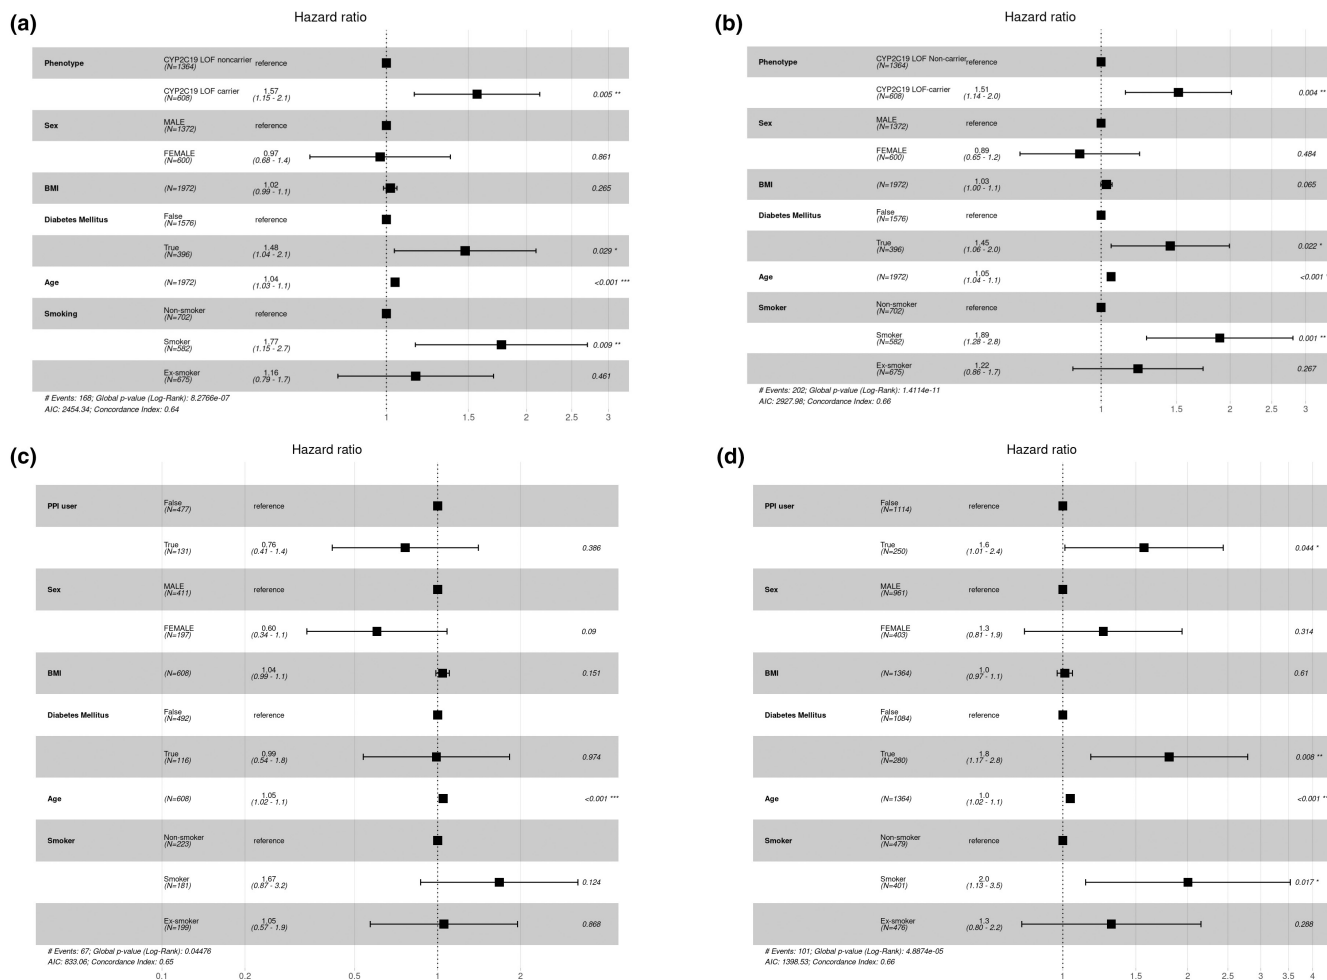 (a)
Hazard ratio
Phenotype
CYP2C19 LOF noncarrier
(N=1364)
reference
CYP2C19 LOF carrier
(N=608)
1.57
(1.15 - 2.1)
0.005 **
Sex
MALE
(N=1372)
reference
FEMALE
(N=600)
0.97
(0.68 - 1.4)
0.861
BMI
(N=1972)
1.02
(0.99 - 1.1)
0.265
Diabetes Mellitus
False
(N=1576)
reference
True
(N=396)
1.48
(1.04 - 2.1)
0.029 *
Age
(N=1972)
1.04
(1.03 - 1.1)
<0.001 ***
Smoking
Non-smoker
(N=702)
reference
Smoker
(N=582)
1.77
(1.15 - 2.7)
0.009 **
Ex-smoker
(N=675)
1.16
(0.79 - 1.7)
0.461
# Events: 168; Global p-value (Log-Rank): 8.2766e-07
AIC: 2454.34; Concordance Index: 0.64
1 1.5 2 2.5 3
(b)
Hazard ratio
Phenotype
CYP2C19 LOF Non-carrier
(N=1364)
reference
CYP2C19 LOF-carrier
(N=608)
1.51
(1.14 - 2.0)
0.004 **
Sex
MALE
(N=1372)
reference
FEMALE
(N=600)
0.89
(0.65 - 1.2)
0.484
BMI
(N=1972)
1.03
(1.00 - 1.1)
0.065
Diabetes Mellitus
False
(N=1576)
reference
True
(N=396)
1.45
(1.06 - 2.0)
0.022 *
Age
(N=1972)
1.05
(1.04 - 1.1)
<0.001 *
Smoker
Non-smoker
(N=702)
reference
Smoker
(N=582)
1.89
(1.28 - 2.8)
0.001 **
Ex-smoker
(N=675)
1.22
(0.86 - 1.7)
0.267
# Events: 202; Global p-value (Log-Rank): 1.4114e-11
AIC: 2927.98; Concordance Index: 0.66
1 1.5 2 2.5 3
(c)
Hazard ratio
PPI user
False
(N=477)
reference
True
(N=131)
0.76
(0.41 - 1.4)
0.386
Sex
MALE
(N=411)
reference
FEMALE
(N=197)
0.60
(0.34 - 1.1)
0.09
BMI
(N=608)
1.04
(0.99 - 1.1)
0.151
Diabetes Mellitus
False
(N=492)
reference
True
(N=116)
0.99
(0.54 - 1.8)
0.974
Age
(N=608)
1.05
(1.02 - 1.1)
<0.001 ***
Smoker
Non-smoker
(N=223)
reference
Smoker
(N=181)
1.67
(0.87 - 3.2)
0.124
Ex-smoker
(N=199)
1.05
(0.57 - 1.9)
0.868
# Events: 67; Global p-value (Log-Rank): 0.04476
AIC: 833.06; Concordance Index: 0.65
0.1 0.2 0.5 1 2
(d)
Hazard ratio
PPI user
False
(N=1114)
reference
True
(N=250)
1.6
(1.01 - 2.4)
0.044 *
Sex
MALE
(N=961)
reference
FEMALE
(N=403)
1.3
(0.81 - 1.9)
0.314
BMI
(N=1364)
1.0
(0.97 - 1.1)
0.61
Diabetes Mellitus
False
(N=1084)
reference
True
(N=280)
1.8
(1.17 - 2.8)
0.008 **
Age
(N=1364)
1.0
(1.02 - 1.1)
<0.001 **
Smoker
Non-smoker
(N=479)
reference
Smoker
(N=401)
2.0
(1.13 - 3.5)
0.017 *
Ex-smoker
(N=476)
1.3
(0.80 - 2.2)
0.288
# Events: 101; Global p-value (Log-Rank): 4.8874e-05
AIC: 1398.53; Concordance Index: 0.66
1 1.5 2 2.5 3 3.5 4